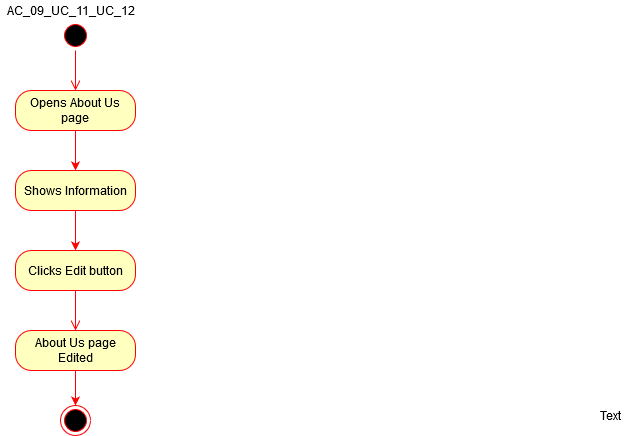 AC_09_UC_11_UC_12
Opens About Us
page
Shows Information
Clicks Edit button
About Us page
Edited
Text